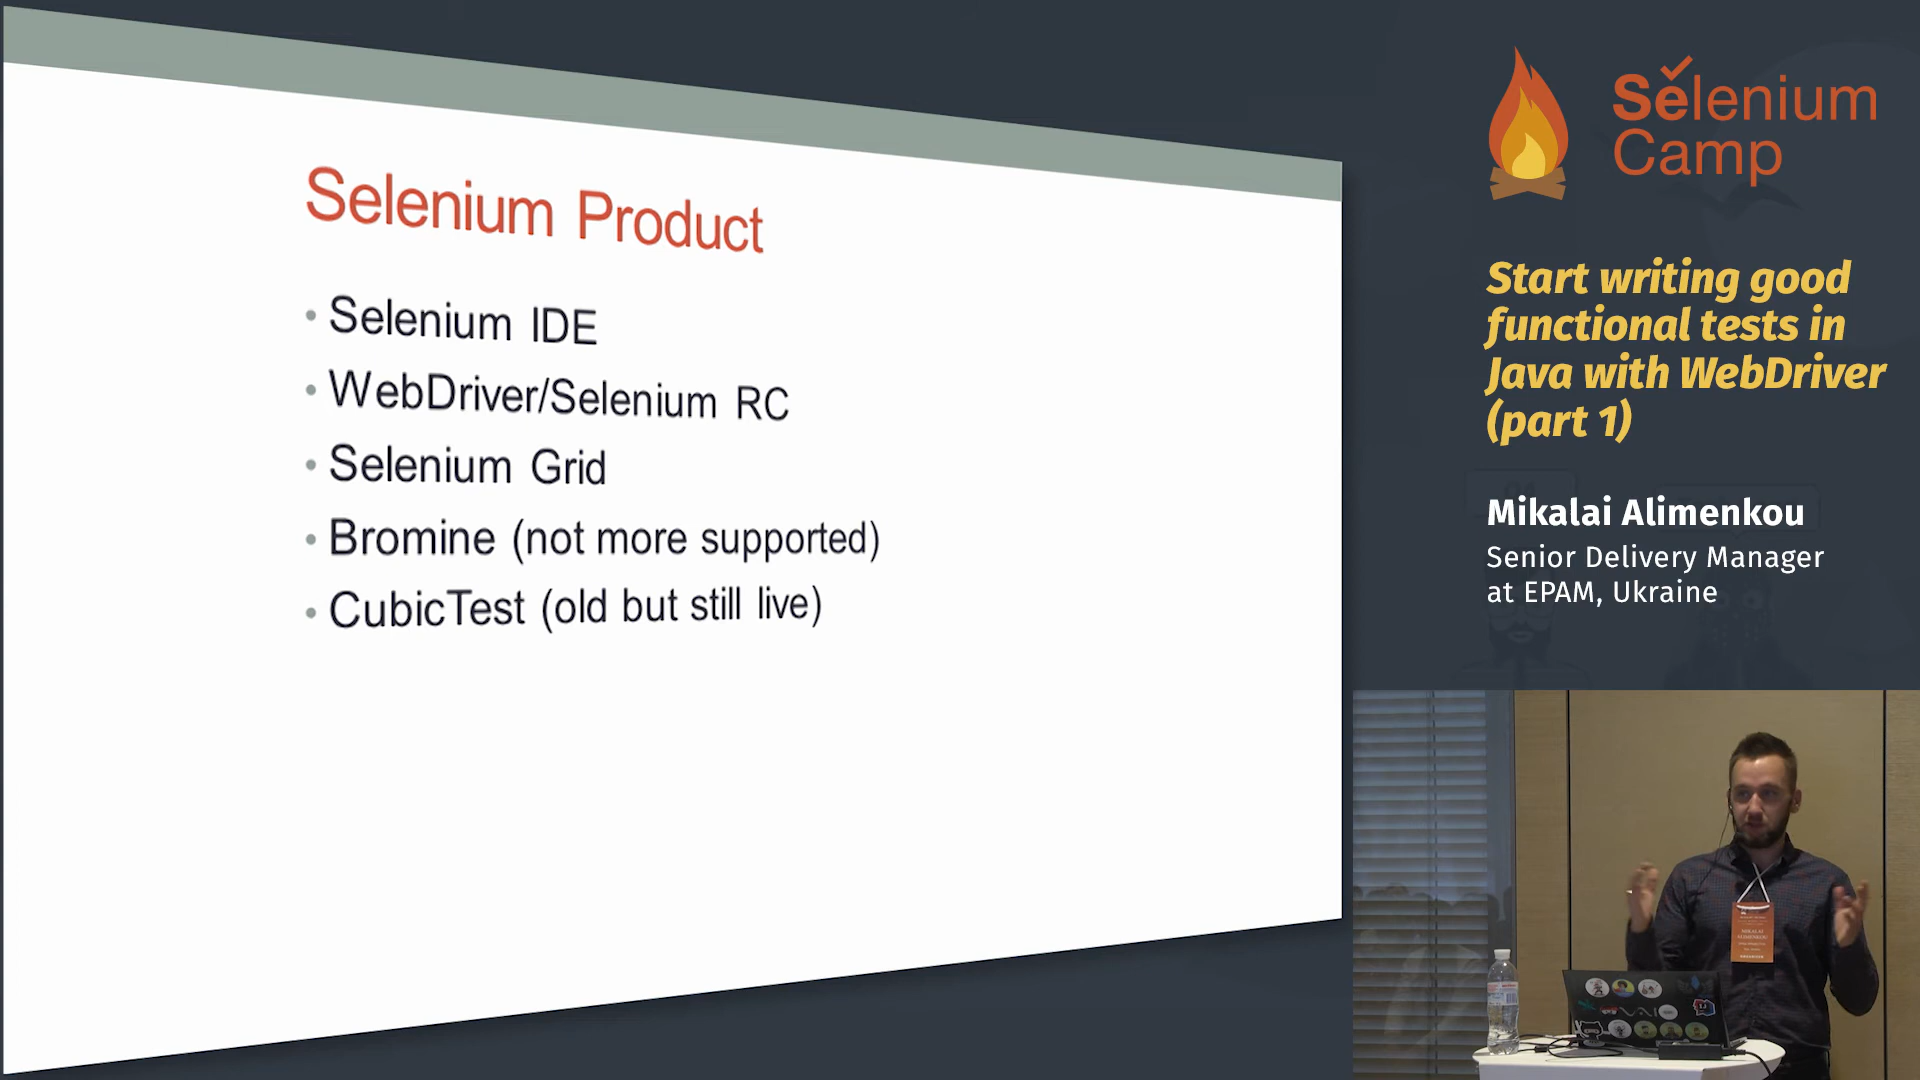 Selenium Product
• Selenium IDE
• WebDriver/Selenium RC
• Selenium Grid
• Bromine (not more supported)
• CubicTest (old but still live)
Selenium
Camp
Start writing good
functional tests in
Java with WebDriver
(part 1)
Mikalai Alimenkou
Senior Delivery Manager
at EPAM, Ukraine
MIKALAI
ALIMENKOU